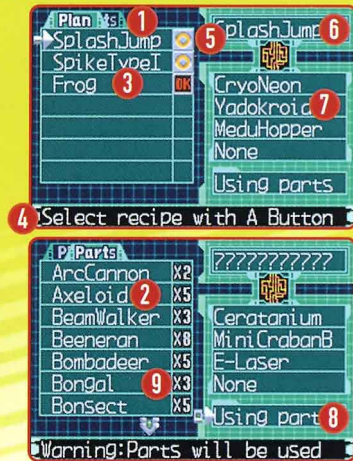 Plan ts 1
SplashJump 5
SpikeTypeI
Frog 3 OK
SplashJump 6
CryoNeon
Yadokroid 7
MeduHopper
None
Using parts
4 Select recipe with A Button
P Parts
ArcCannon X2
Axeloid 2 X5
BeamWalker X3
Beeneran X8
Bombadeer X5
Bongal 9 X3
Bonsect X5
???????????
Ceratanium
MiniCrabanB
E-Laser
None
Using part 8
Warning:Parts will be used